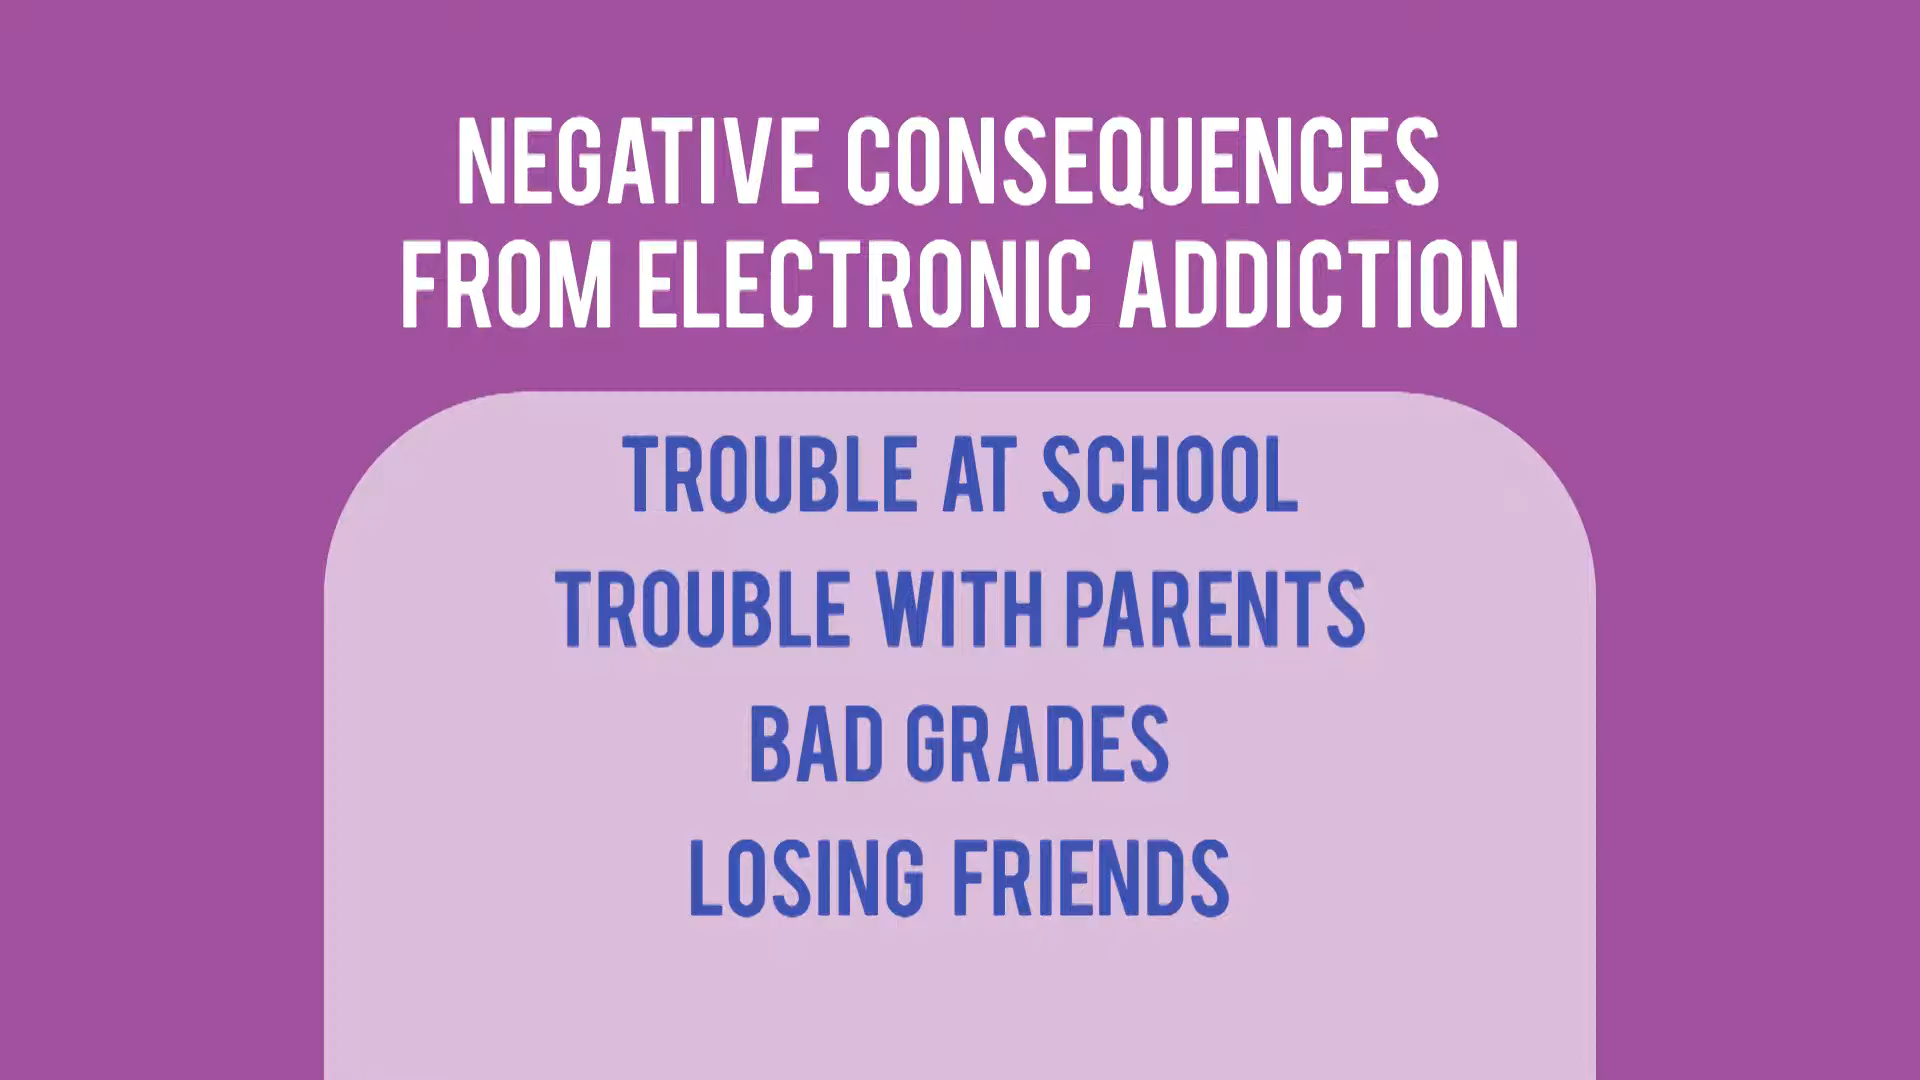 NEGATIVE CONSEQUENCES
FROM ELECTRONIC ADDICTION
TROUBLE AT SCHOOL
TROUBLE WITH PARENTS
BAD GRADES
LOSING FRIENDS